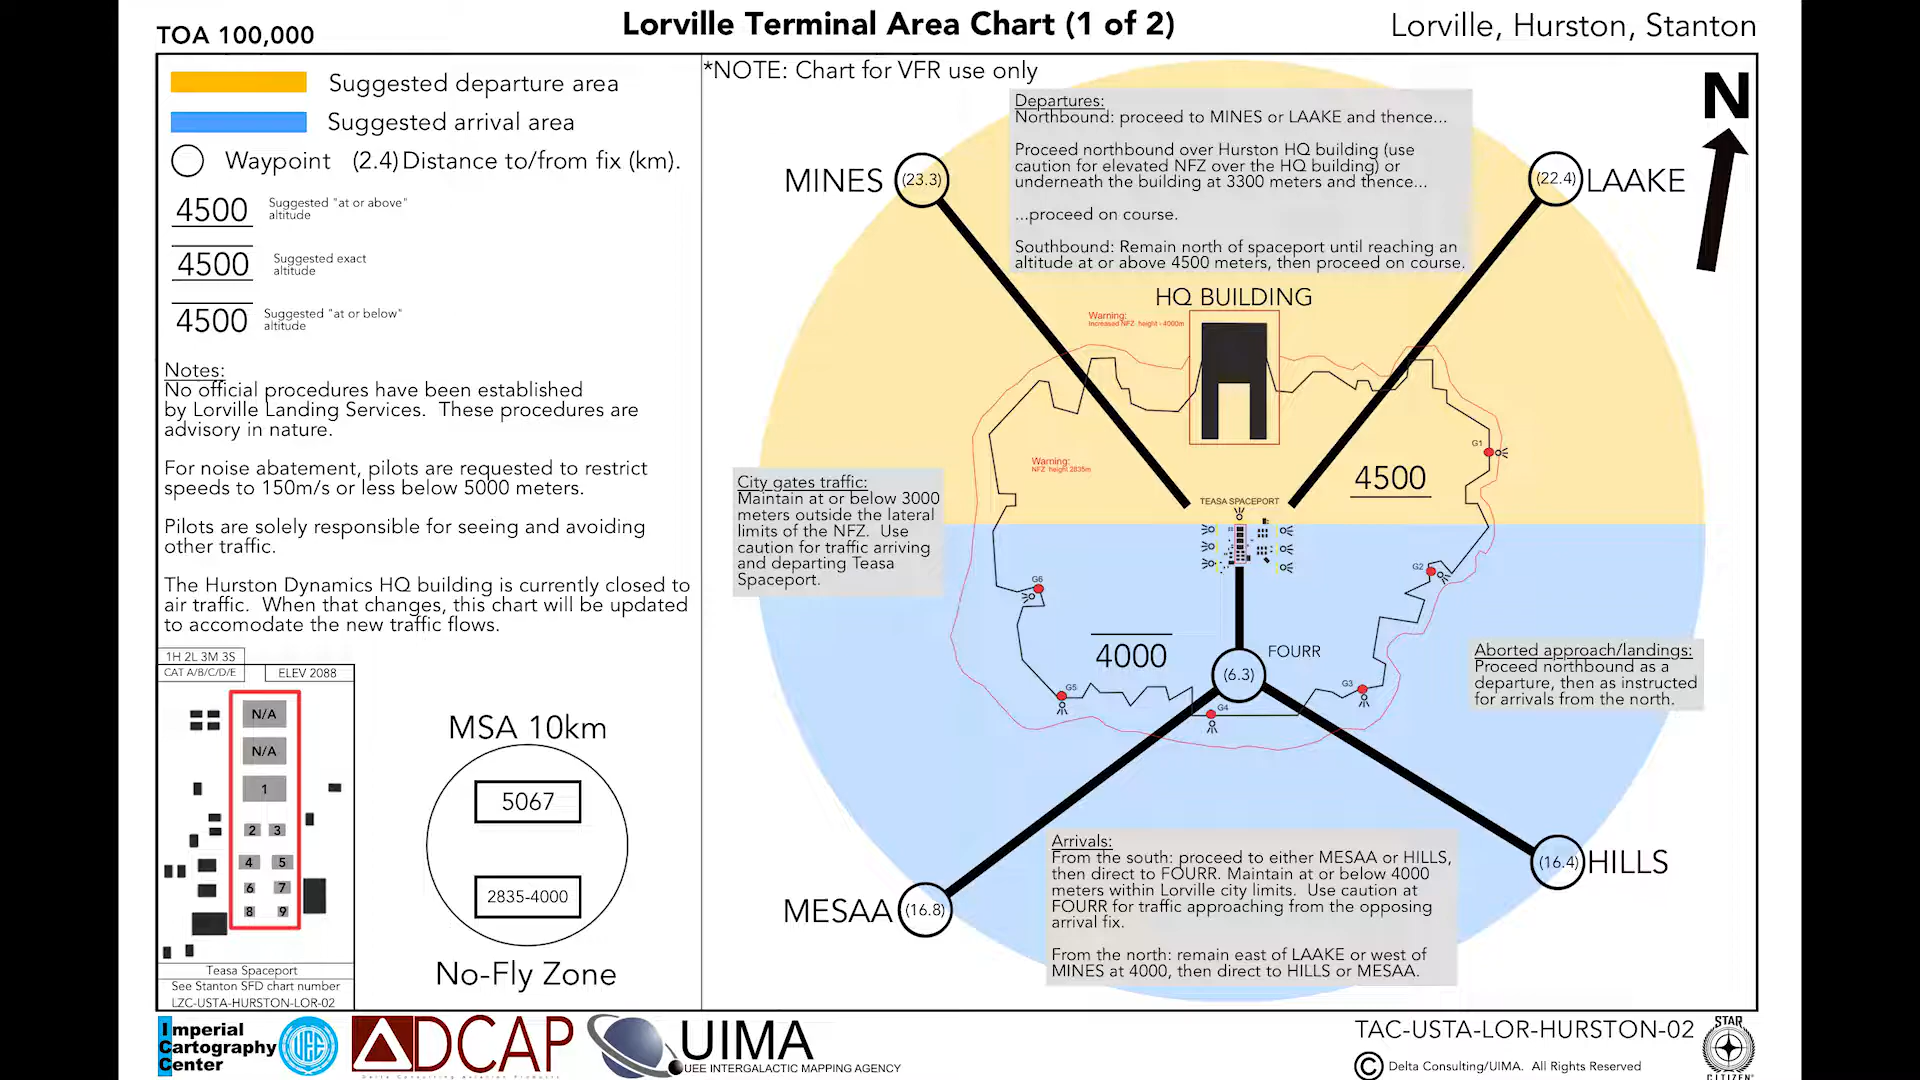 TOA 100,000
Lorville Terminal Area Chart (1 of 2)
Lorville, Hurston, Stanton
Suggested departure area
Suggested arrival area
Waypoint (2.4) Distance to/from fix (km).
4500 Suggested "at or above"
altitude
4500 Suggested exact
altitude
4500 Suggested "at or below"
altitude
Notes:
No official procedures have been established
by Lorville Landing Services. These procedures are
advisory in nature.
For noise abatement, pilots are requested to restrict
speeds to 150m/s or less below 5000 meters.
Pilots are solely responsible for seeing and avoiding
other traffic.
The Hurston Dynamics HQ building is currently closed to
air traffic. When that changes, this chart will be updated
to accomodate the new traffic flows.
1H 2L 3M 3S
CAT A/B/C/D/E
ELEV 2088
N/A
N/A
1
2 3
4 5
6 7
8 9
Teasa Spaceport
See Stanton SFD chart number
LZC-USTA-HURSTON-LOR-02
MSA 10km
5067
2835-4000
No-Fly Zone
*NOTE: Chart for VFR use only
N
Departures:
Northbound: proceed to MINES or LAAKE and thence...
Proceed northbound over Hurston HQ building (use
caution for elevated NFZ over the HQ building) or
underneath the building at 3300 meters and thence...
...proceed on course.
Southbound: Remain north of spaceport until reaching an
altitude at or above 4500 meters, then proceed on course.
MINES (23.3)
(22.4) LAAKE
HQ BUILDING
Warning:
Increased NFZ height - 4000m
G1
Warning:
NFZ height 2835m
4500
City gates traffic:
Maintain at or below 3000
meters outside the lateral
limits of the NFZ. Use
caution for traffic arriving
and departing Teasa
Spaceport.
TEASA SPACEPORT
G2
G6
4000
FOURR
(6.3)
G3
G5
G4
Aborted approach/landings:
Proceed northbound as a
departure, then as instructed
for arrivals from the north.
Arrivals:
From the south: proceed to either MESAA or HILLS,
then direct to FOURR. Maintain at or below 4000
meters within Lorville city limits. Use caution at
FOURR for traffic approaching from the opposing
arrival fix.
From the north: remain east of LAAKE or west of
MINES at 4000, then direct to HILLS or MESAA.
(16.4) HILLS
MESAA (16.8)
Imperial
Cartography
Center
UEE
ADCAP
Delta Consulting Aviation Products
UIMA
UEE INTERGALACTIC MAPPING AGENCY
TAC-USTA-LOR-HURSTON-02
© Delta Consulting/UIMA. All Rights Reserved
STAR
CITIZEN